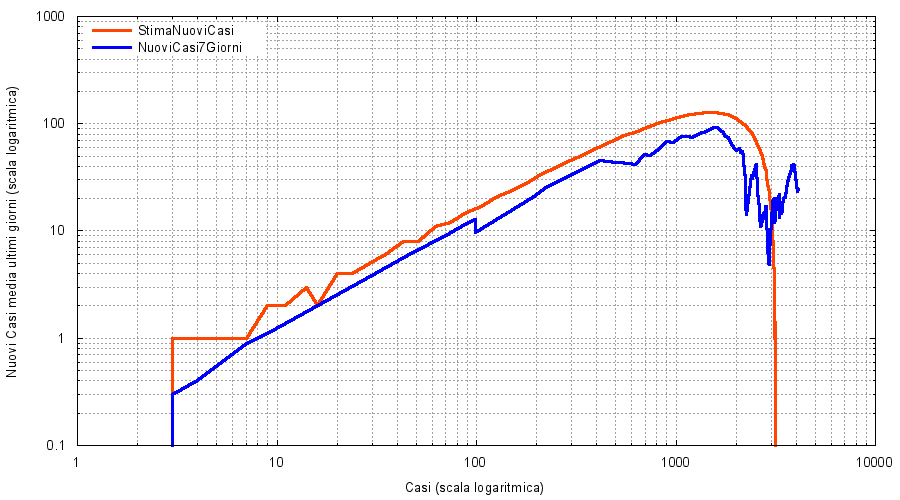 1000
StimaNuoviCasi
NuoviCasi7Giorni
100
10
1
0.1
Nuovi Casi media ultimi giorni (scala logaritmica)
1
10
100
1000
10000
Casi (scala logaritmica)